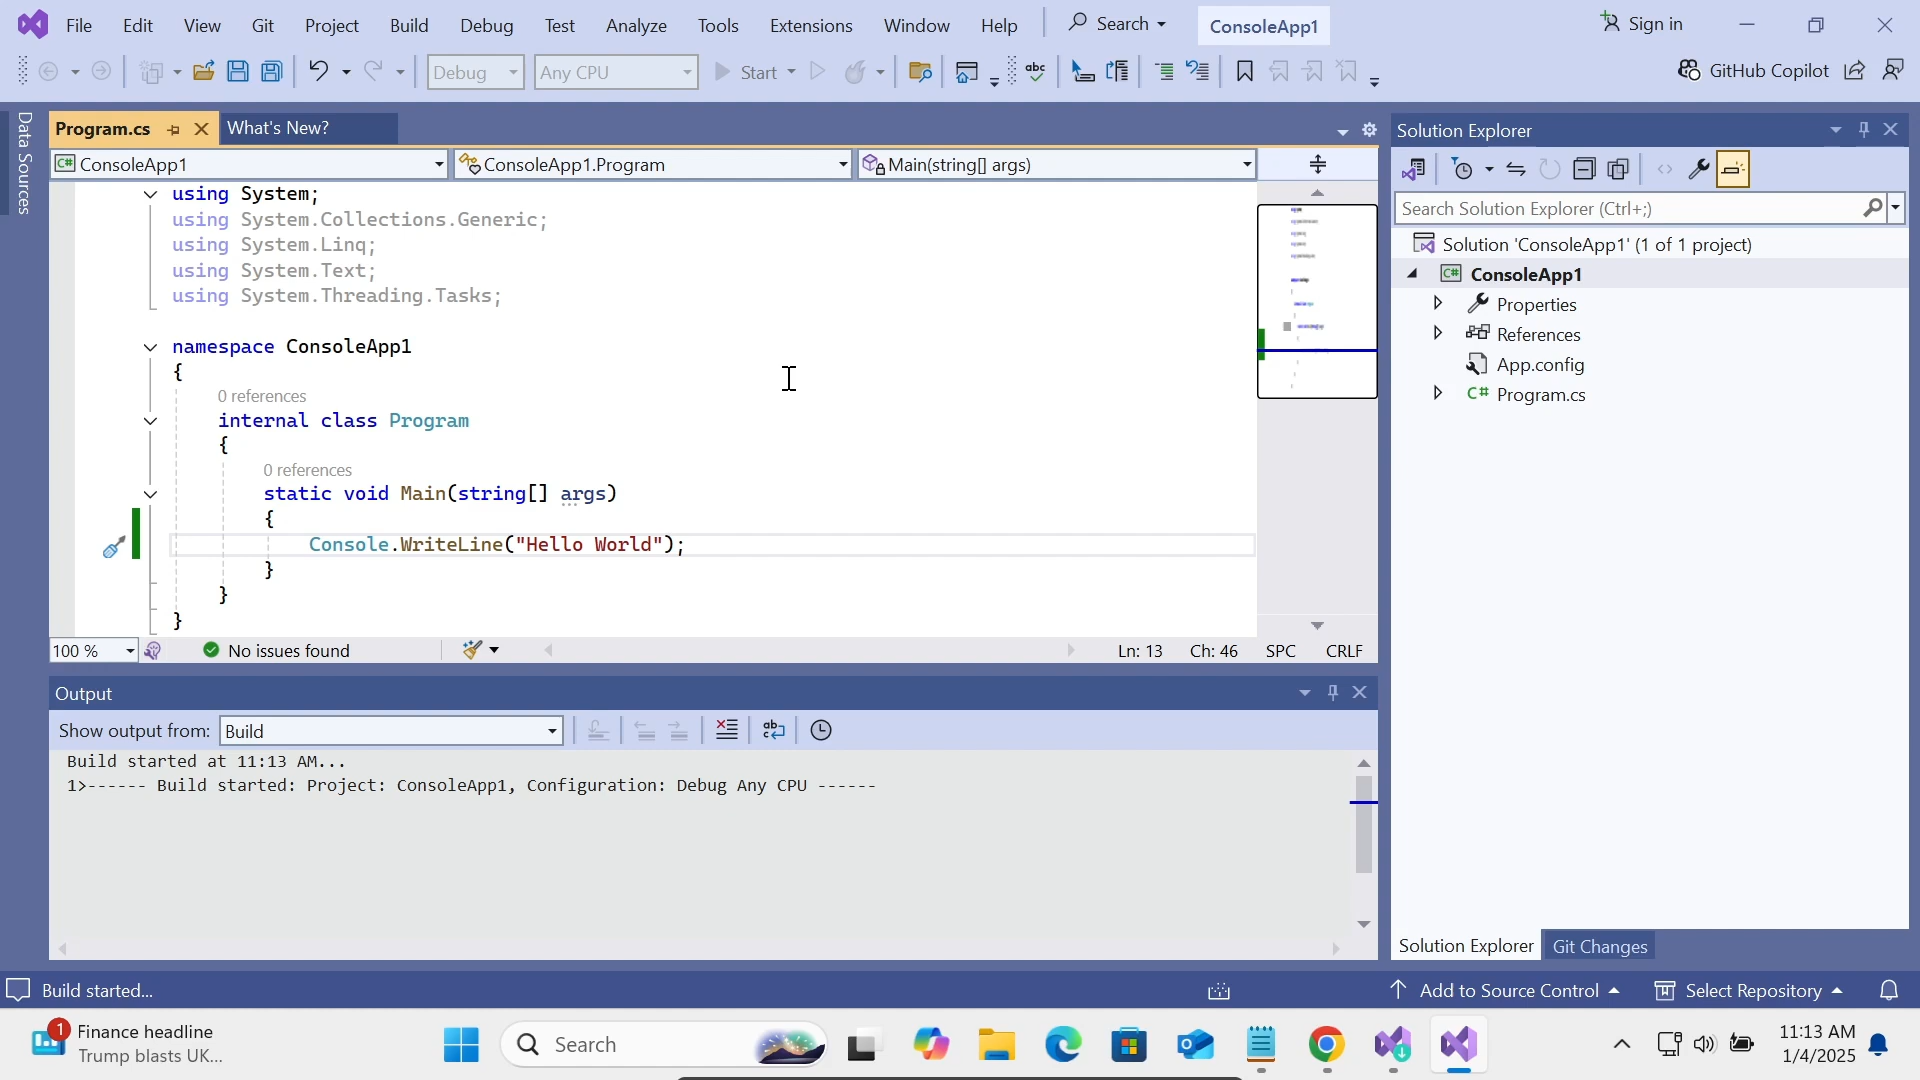 File Edit View Git Project Build Debug Test Analyze Tools Extensions Window Help Search ConsoleApp1 Sign in
Debug Any CPU Start abc GitHub Copilot
Data Sources
Program.cs What's New?
C# ConsoleApp1 ConsoleApp1.Program Main(string[] args)
using System;
using System.Collections.Generic;
using System.Linq;
using System.Text;
using System.Threading.Tasks;
namespace ConsoleApp1
{
0 references
internal class Program
{
0 references
static void Main(string[] args)
{
Console.WriteLine("Hello World");
}
}
}
100 % No issues found Ln: 13 Ch: 46 SPC CRLF
Output
Show output from: Build
Build started at 11:13 AM...
1>------ Build started: Project: ConsoleApp1, Configuration: Debug Any CPU ------
Solution Explorer
Search Solution Explorer (Ctrl+;)
Solution 'ConsoleApp1' (1 of 1 project)
C# ConsoleApp1
Properties
References
App.config
C# Program.cs
Solution Explorer Git Changes
Build started... Add to Source Control Select Repository
1 Finance headline
Trump blasts UK...
Search
11:13 AM
1/4/2025